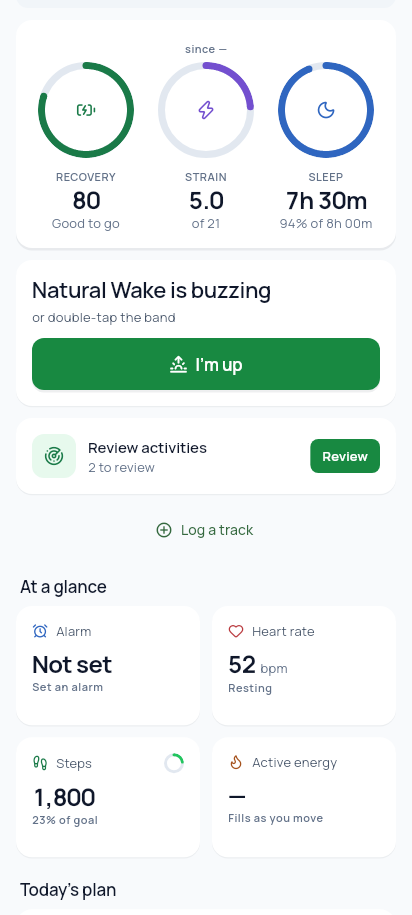 since —
RECOVERY STRAIN SLEEP
80 5.0 7h 30m
Good to go of 21 94% of 8h 00m
Natural Wake is buzzing
or double-tap the band
I'm up
Review activities
2 to review
Review
Log a track
At a glance
Alarm
Not set
Set an alarm
Heart rate
52 bpm
Resting
Steps
1,800
23% of goal
Active energy
—
Fills as you move
Today's plan